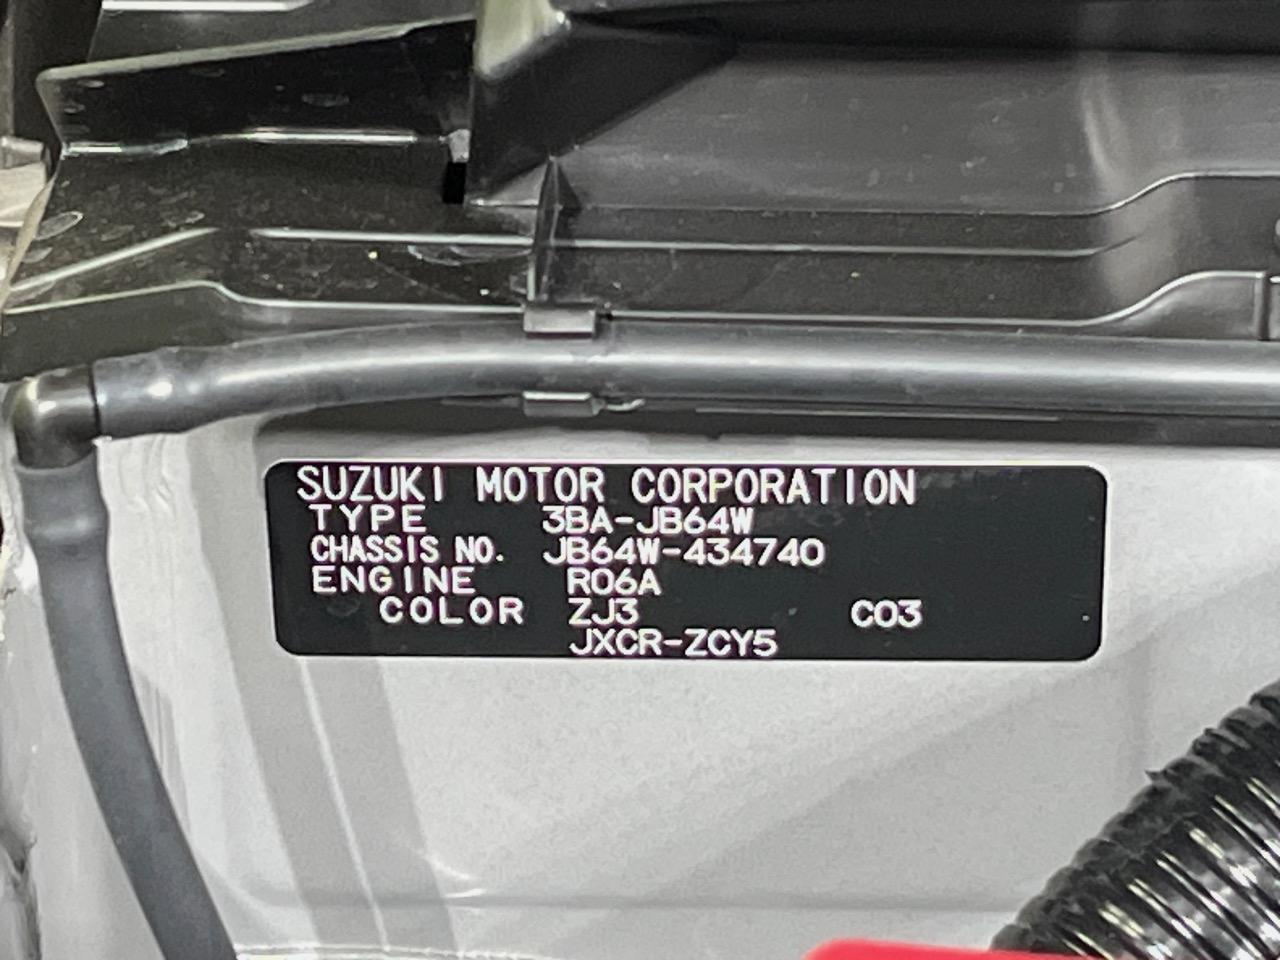 SUZUKI MOTOR CORPORATION
TYPE 3BA-JB64W
CHASSIS NO. JB64W-434740
ENGINE R06A
COLOR ZJ3 C03
JXCR-ZCY5